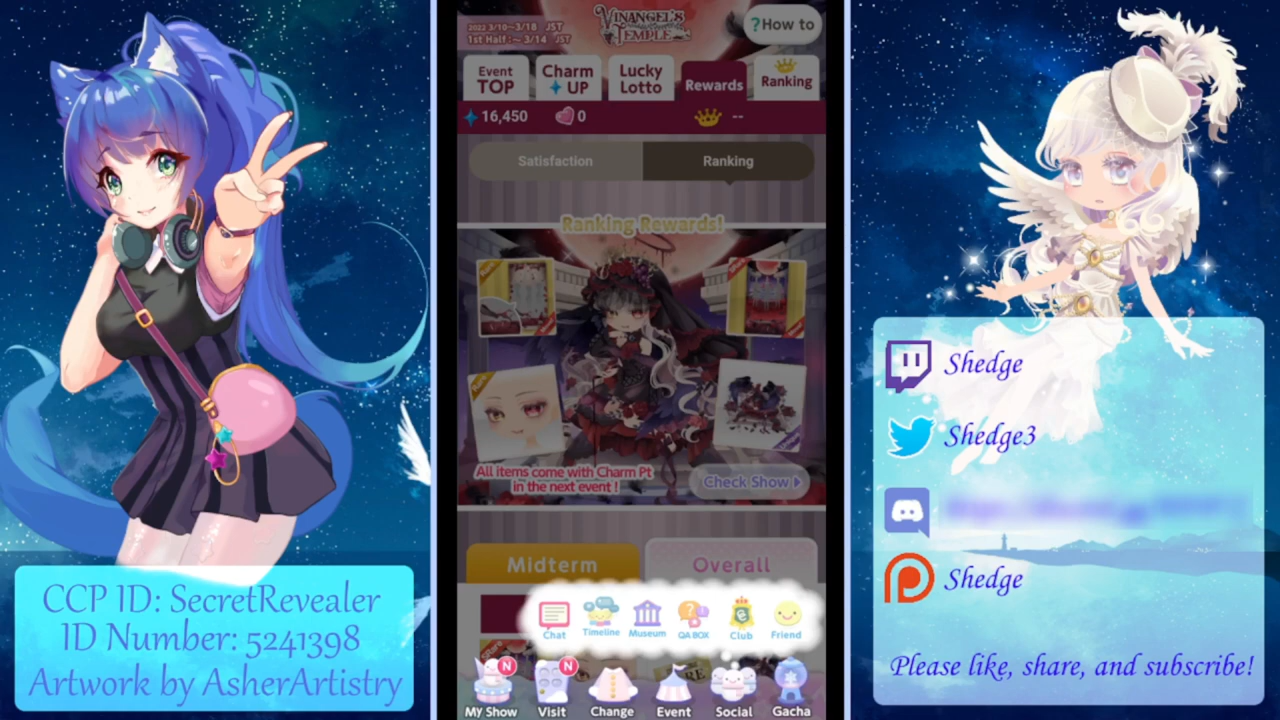 CCP ID: SecretRevealer
ID Number: 5241398
Artwork by AsherArtistry
2022 3/10~3/18 JST
1st Half:~ 3/14 JST
VINANGEL'S
TEMPLE
?How to
Event
TOP
Charm
UP
Lucky
Lotto
Rewards
Ranking
16,450
0
--
Satisfaction
Ranking
Ranking Rewards!
All items come with Charm Pt
in the next event !
Check Show
Midterm
Overall
Chat
Timeline
Museum
QA BOX
Club
Friend
N
N
My Show
Visit
Change
Event
Social
Gacha
Shedge
Shedge3
Shedge
Please like, share, and subscribe!